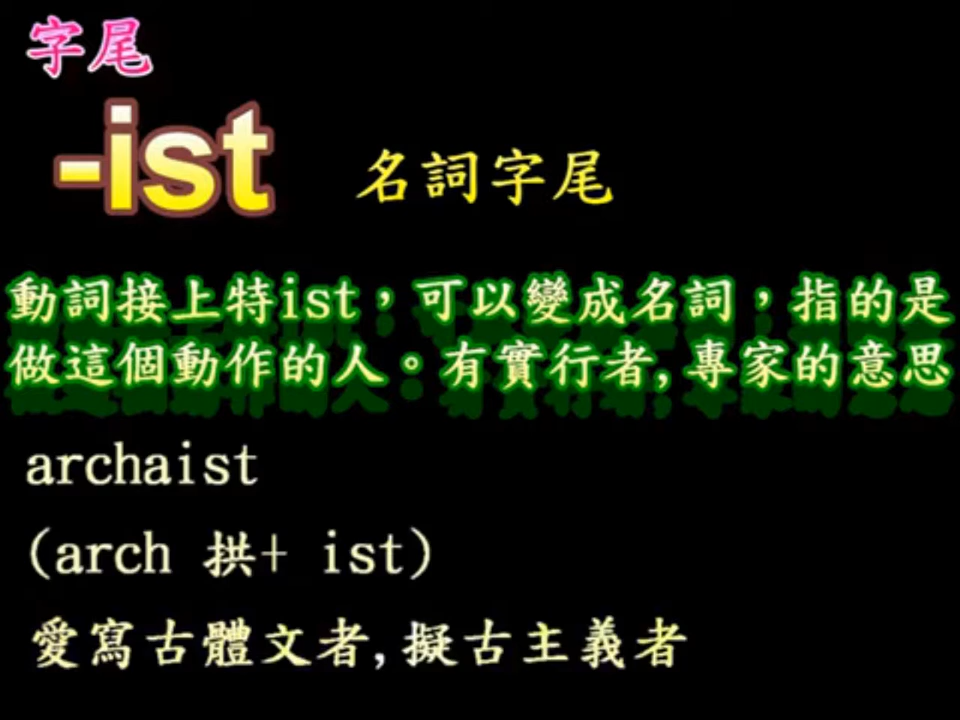 字尾
-ist 名詞字尾
動詞接上特ist，可以變成名詞，指的是
做這個動作的人。有實行者,專家的意思
archaist
(arch 拱+ ist)
愛寫古體文者,擬古主義者